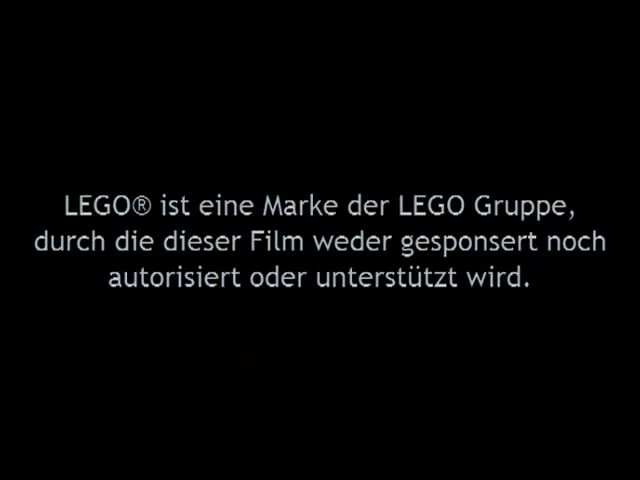 LEGO® ist eine Marke der LEGO Gruppe,
durch die dieser Film weder gesponsert noch
autorisiert oder unterstützt wird.